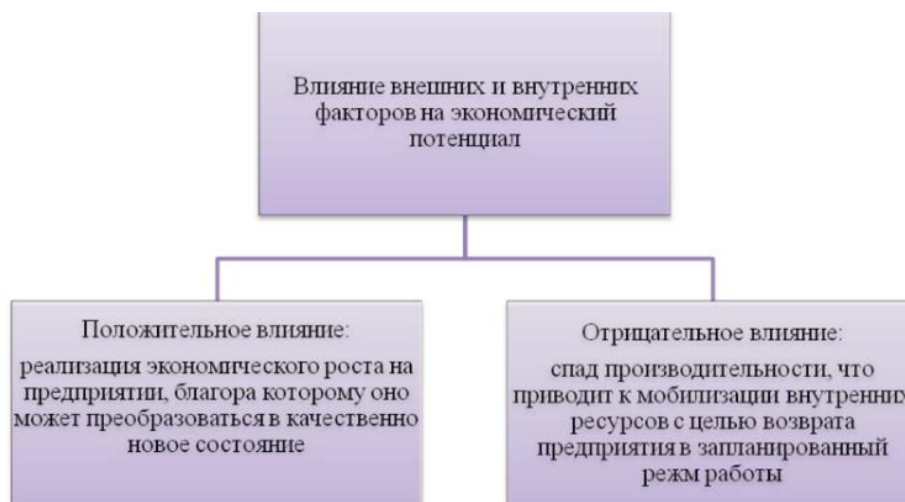 Влияние внешних и внутренних
факторов на экономический
потенциал
Положительное влияние:
реализация экономического роста на
предприятии, благора которому оно
может преобразоваться в качественно
новое состояние
Отрицательное влияние:
спад производительности, что
приводит к мобилизации внутренних
ресурсов с целью возврата
предприятия в запланированный
режм работы